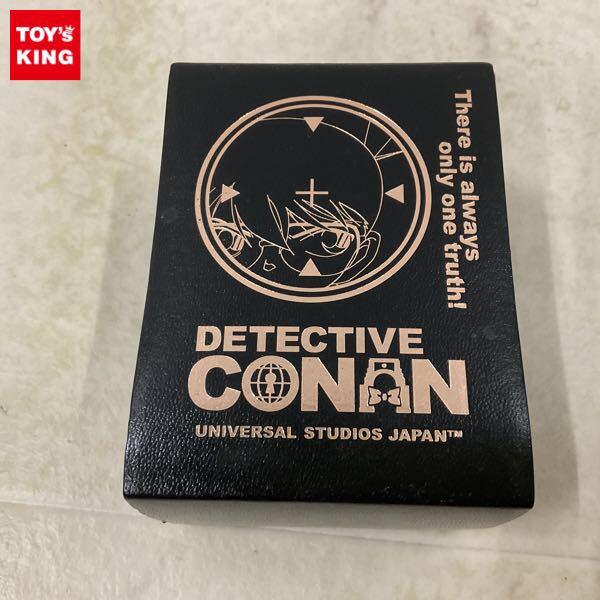 TOY's
KING
There is always
only one truth!
DETECTIVE
CONAN
UNIVERSAL STUDIOS JAPAN™